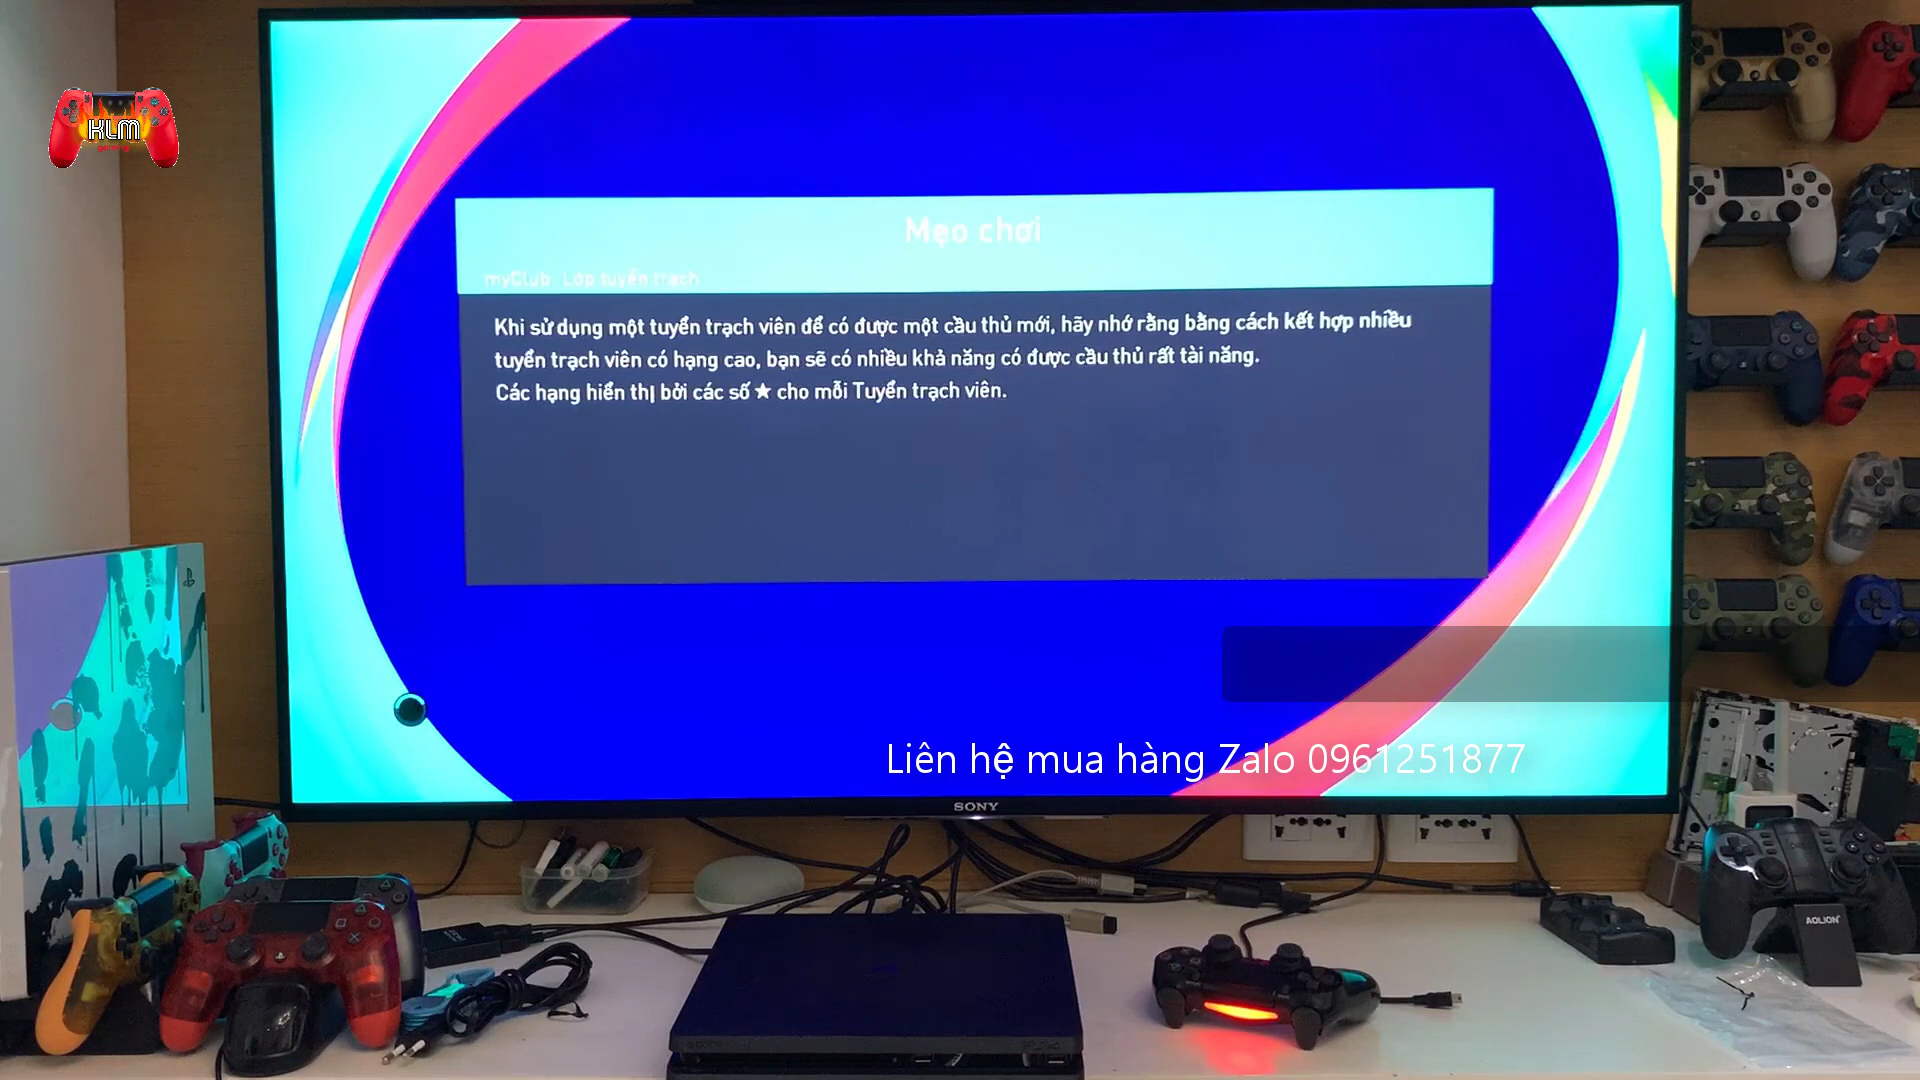 KLM
gaming
Mẹo chơi
myClub Lớp tuyển trạch
Khi sử dụng một tuyển trạch viên để có được một cầu thủ mới, hãy nhớ rằng bằng cách kết hợp nhiều
tuyển trạch viên có hạng cao, bạn sẽ có nhiều khả năng có được cầu thủ rất tài năng.
Các hạng hiển thị bởi các số ★ cho mỗi Tuyển trạch viên.
Liên hệ mua hàng Zalo 0961251877
SONY
AOLION